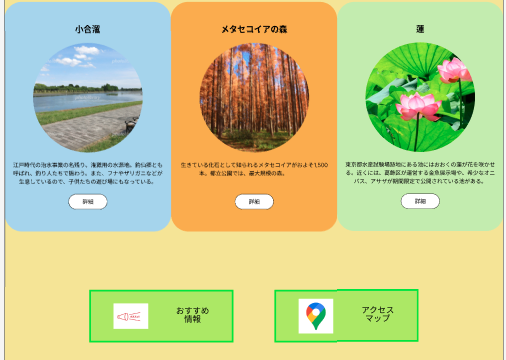 小合溜
江戸時代の治水事業の名残り、灌漑用の水源地。釣仙郷とも
呼ばれ、釣り人たちで賑わう。また、フナやザリガニなどが
生息しているので、子供たちの遊び場にもなっている。
詳細
メタセコイアの森
生きている化石として知られるメタセコイアがおよそ1,500
本。都立公園では、最大規模の森。
詳細
蓮
東京都水産試験場跡地にある池にはおおくの蓮が花を咲かせ
る。近くには、葛飾区が運営する金魚展示場や、希少なオニ
バス、アサザが期間限定で公開されている池がある。
詳細
おすすめ
情報
アクセス
マップ